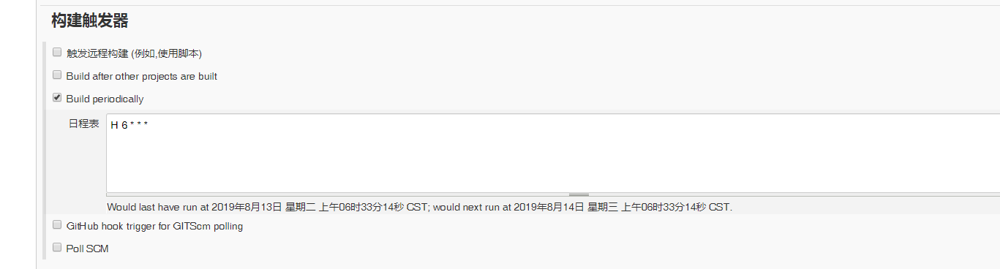 构建触发器
触发远程构建 (例如,使用脚本)
Build after other projects are built
Build periodically
日程表
H 6 * * *
Would last have run at 2019年8月13日 星期二 上午06时33分14秒 CST; would next run at 2019年8月14日 星期三 上午06时33分14秒 CST.
GitHub hook trigger for GITScm polling
Poll SCM